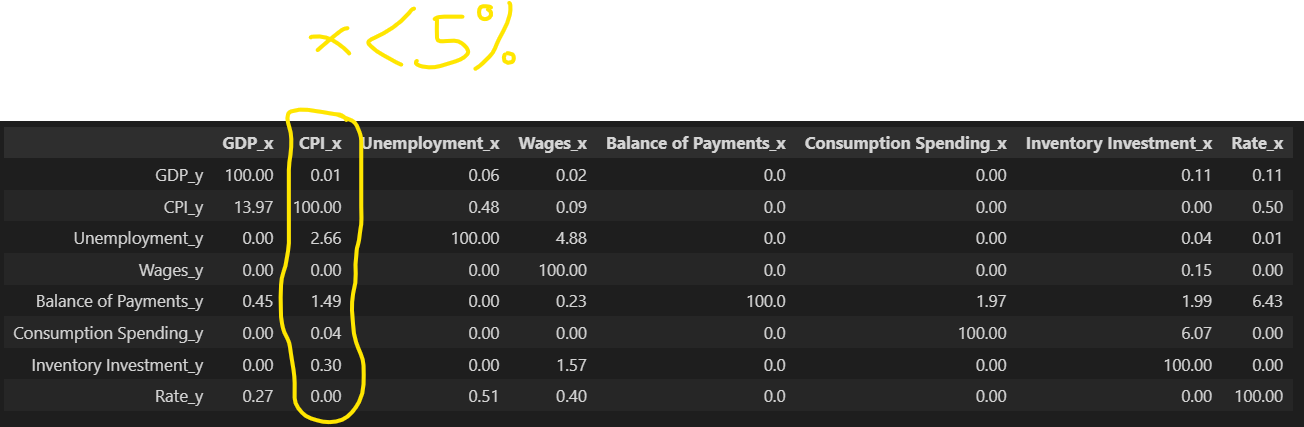 x<5%
GDP_x CPI_x Unemployment_x Wages_x Balance of Payments_x Consumption Spending_x Inventory Investment_x Rate_x
GDP_y 100.00 0.01 0.06 0.02 0.0 0.00 0.11 0.11
CPI_y 13.97 100.00 0.48 0.09 0.0 0.00 0.00 0.50
Unemployment_y 0.00 2.66 100.00 4.88 0.0 0.00 0.04 0.01
Wages_y 0.00 0.00 0.00 100.00 0.0 0.00 0.15 0.00
Balance of Payments_y 0.45 1.49 0.00 0.23 100.0 1.97 1.99 6.43
Consumption Spending_y 0.00 0.04 0.00 0.00 0.0 100.00 6.07 0.00
Inventory Investment_y 0.00 0.30 0.00 1.57 0.0 0.00 100.00 0.00
Rate_y 0.27 0.00 0.51 0.40 0.0 0.00 0.00 100.00